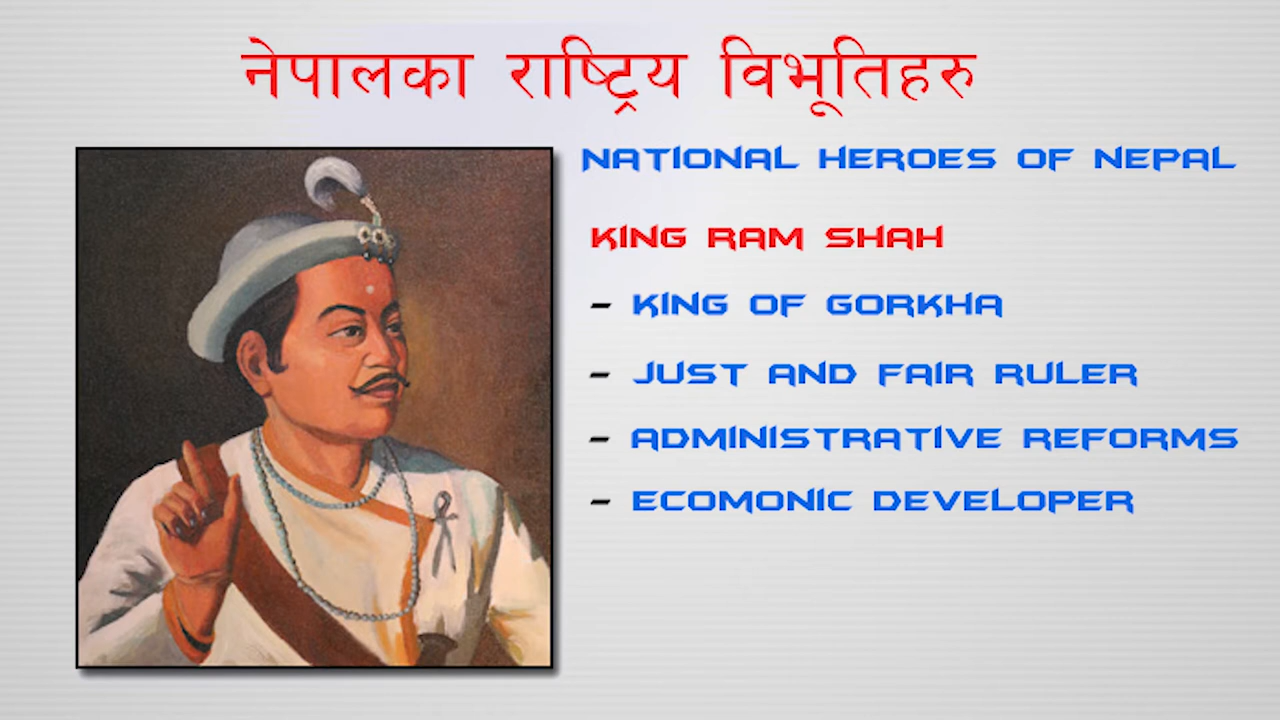 नेपालका राष्ट्रिय विभूतिहरु
NATIONAL HEROES OF NEPAL
KING RAM SHAH
- KING OF GORKHA
- JUST AND FAIR RULER
- ADMINISTRATIVE REFORMS
- ECOMONIC DEVELOPER